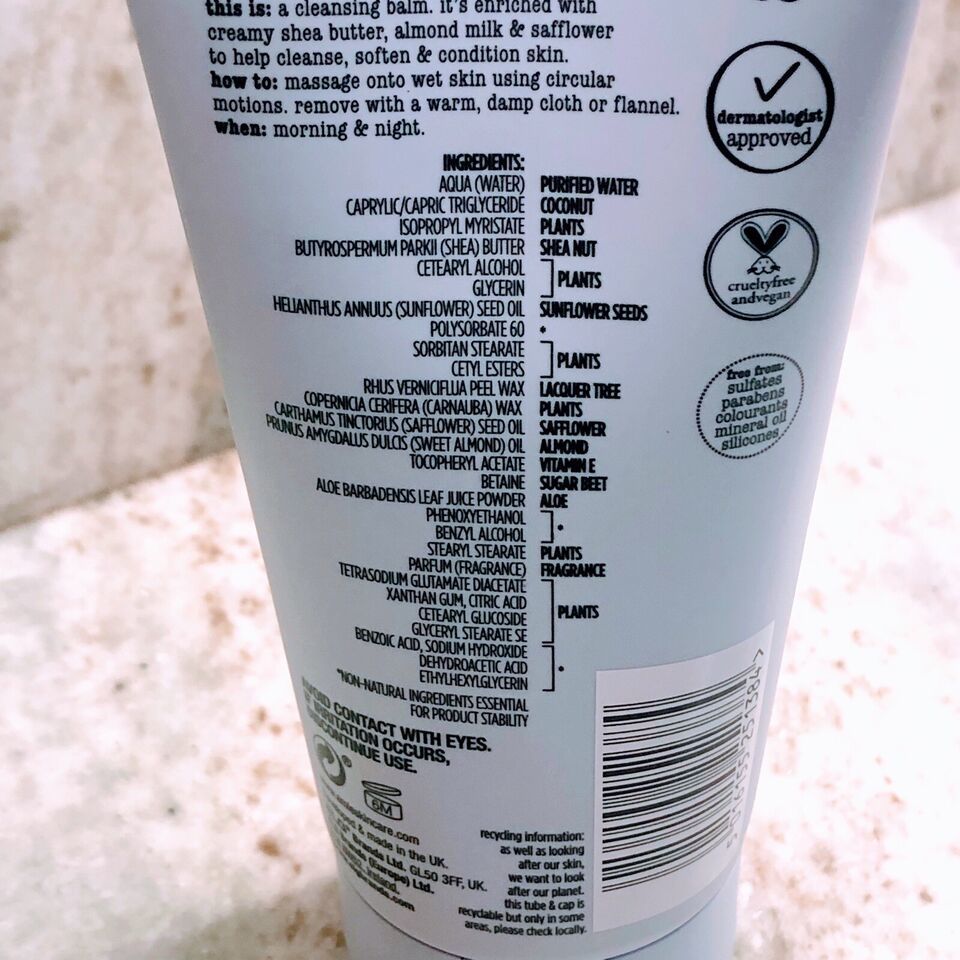 this is: a cleansing balm. it's enriched with
creamy shea butter, almond milk & safflower
to help cleanse, soften & condition skin.
how to: massage onto wet skin using circular
motions. remove with a warm, damp cloth or flannel.
when: morning & night.
dermatologist
approved
crueltyfree
andvegan
free from:
sulfates
parabens
colourants
mineral oil
silicones
INGREDIENTS:
AQUA (WATER) PURIFIED WATER
CAPRYLIC/CAPRIC TRIGLYCERIDE COCONUT
ISOPROPYL MYRISTATE PLANTS
BUTYROSPERMUM PARKII (SHEA) BUTTER SHEA NUT
CETEARYL ALCOHOL
GLYCERIN
PLANTS
HELIANTHUS ANNUUS (SUNFLOWER) SEED OIL SUNFLOWER SEEDS
POLYSORBATE 60 *
SORBITAN STEARATE
CETYL ESTERS
PLANTS
RHUS VERNICIFLUA PEEL WAX LACQUER TREE
COPERNICIA CERIFERA (CARNAUBA) WAX PLANTS
CARTHAMUS TINCTORIUS (SAFFLOWER) SEED OIL SAFFLOWER
PRUNUS AMYGDALUS DULCIS (SWEET ALMOND) OIL ALMOND
TOCOPHERYL ACETATE VITAMIN E
BETAINE SUGAR BEET
ALOE BARBADENSIS LEAF JUICE POWDER ALOE
PHENOXYETHANOL
BENZYL ALCOHOL
*
STEARYL STEARATE PLANTS
PARFUM (FRAGRANCE) FRAGRANCE
TETRASODIUM GLUTAMATE DIACETATE
XANTHAN GUM, CITRIC ACID
CETEARYL GLUCOSIDE
GLYCERYL STEARATE SE
PLANTS
BENZOIC ACID, SODIUM HYDROXIDE
DEHYDROACETIC ACID
ETHYLHEXYLGLYCERIN
*
*NON-NATURAL INGREDIENTS ESSENTIAL
FOR PRODUCT STABILITY
AVOID CONTACT WITH EYES.
IF IRRITATION OCCURS,
DISCONTINUE USE.
6M
skincare.com
& made in the UK.
Brands Ltd. GL50 3FF, UK.
(Europe) Ltd.
Ireland.
recycling information:
as well as looking
after our skin,
we want to look
after our planet.
this tube & cap is
recyclable but only in some
areas, please check locally.
5 016155 251384 >